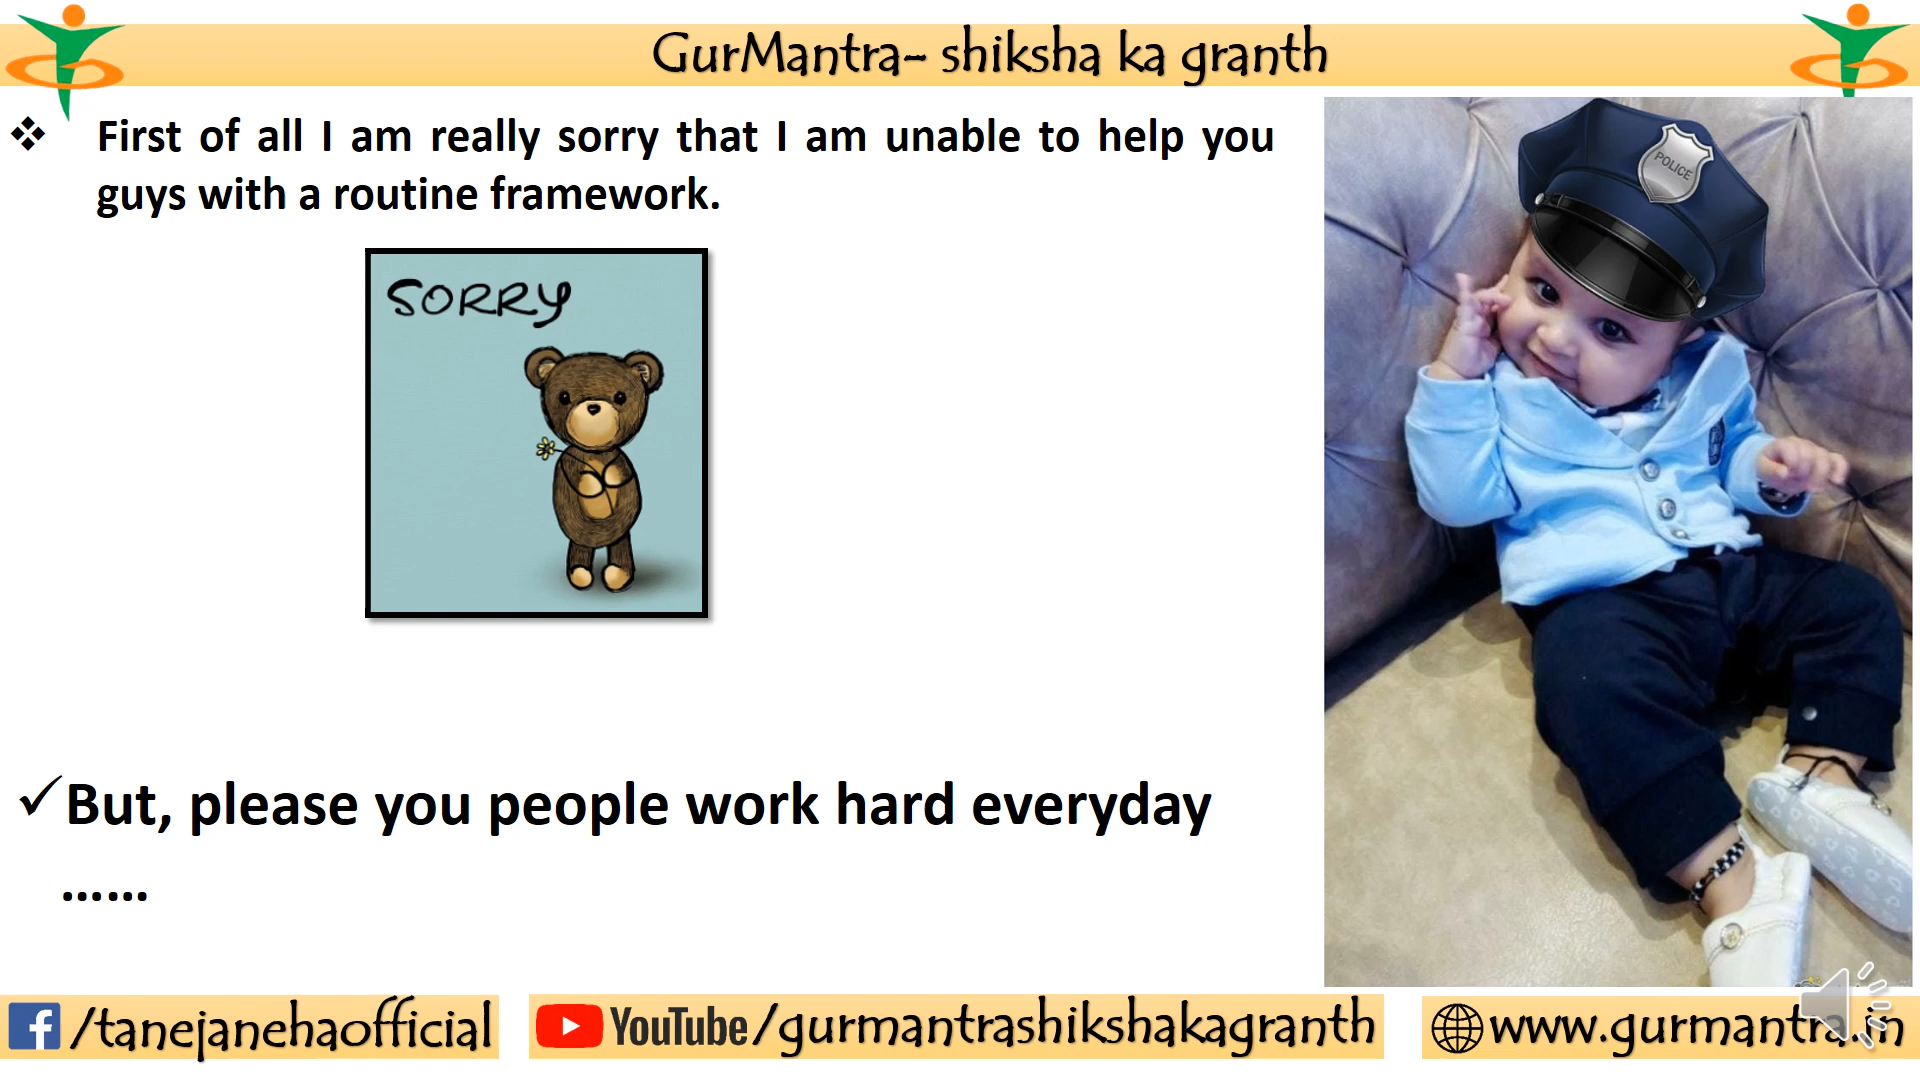 GurMantra- shiksha ka granth
❖ First of all I am really sorry that I am unable to help you
guys with a routine framework.
SORRY
POLICE
✓But, please you people work hard everyday
......
/tanejanehaofficial
YouTube/gurmantrashikshakagranth
www.gurmantra.in